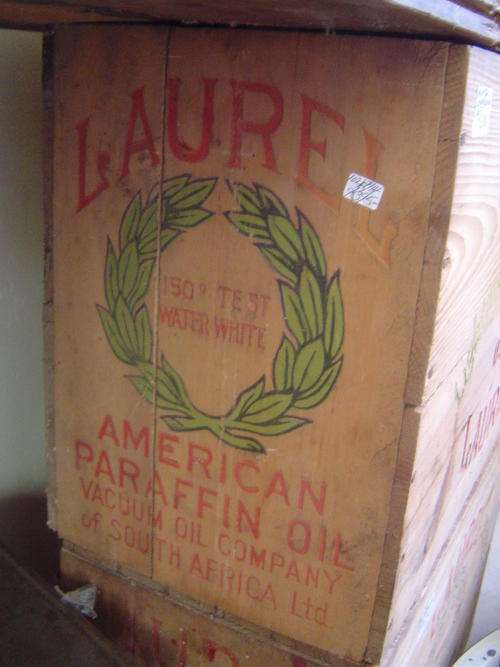 LAUREL
150° TEST
WATER WHITE
AMERICAN
PARAFFIN OIL
VACUUM OIL COMPANY
of SOUTH AFRICA Ltd.